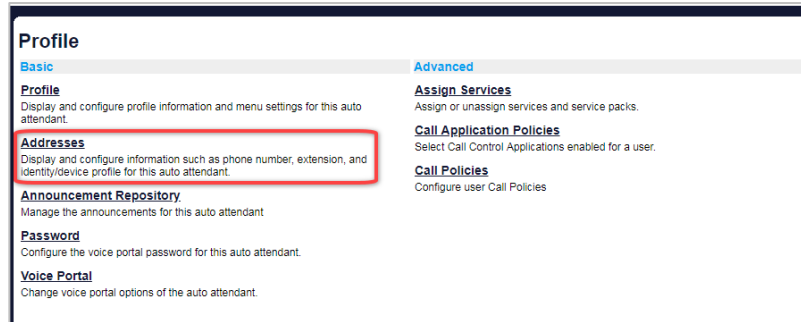 Profile
Basic
Advanced
Profile
Display and configure profile information and menu settings for this auto
attendant.
Addresses
Display and configure information such as phone number, extension, and
identity/device profile for this auto attendant.
Announcement Repository
Manage the announcements for this auto attendant
Password
Configure the voice portal password for this auto attendant.
Voice Portal
Change voice portal options of the auto attendant.
Assign Services
Assign or unassign services and service packs.
Call Application Policies
Select Call Control Applications enabled for a user.
Call Policies
Configure user Call Policies